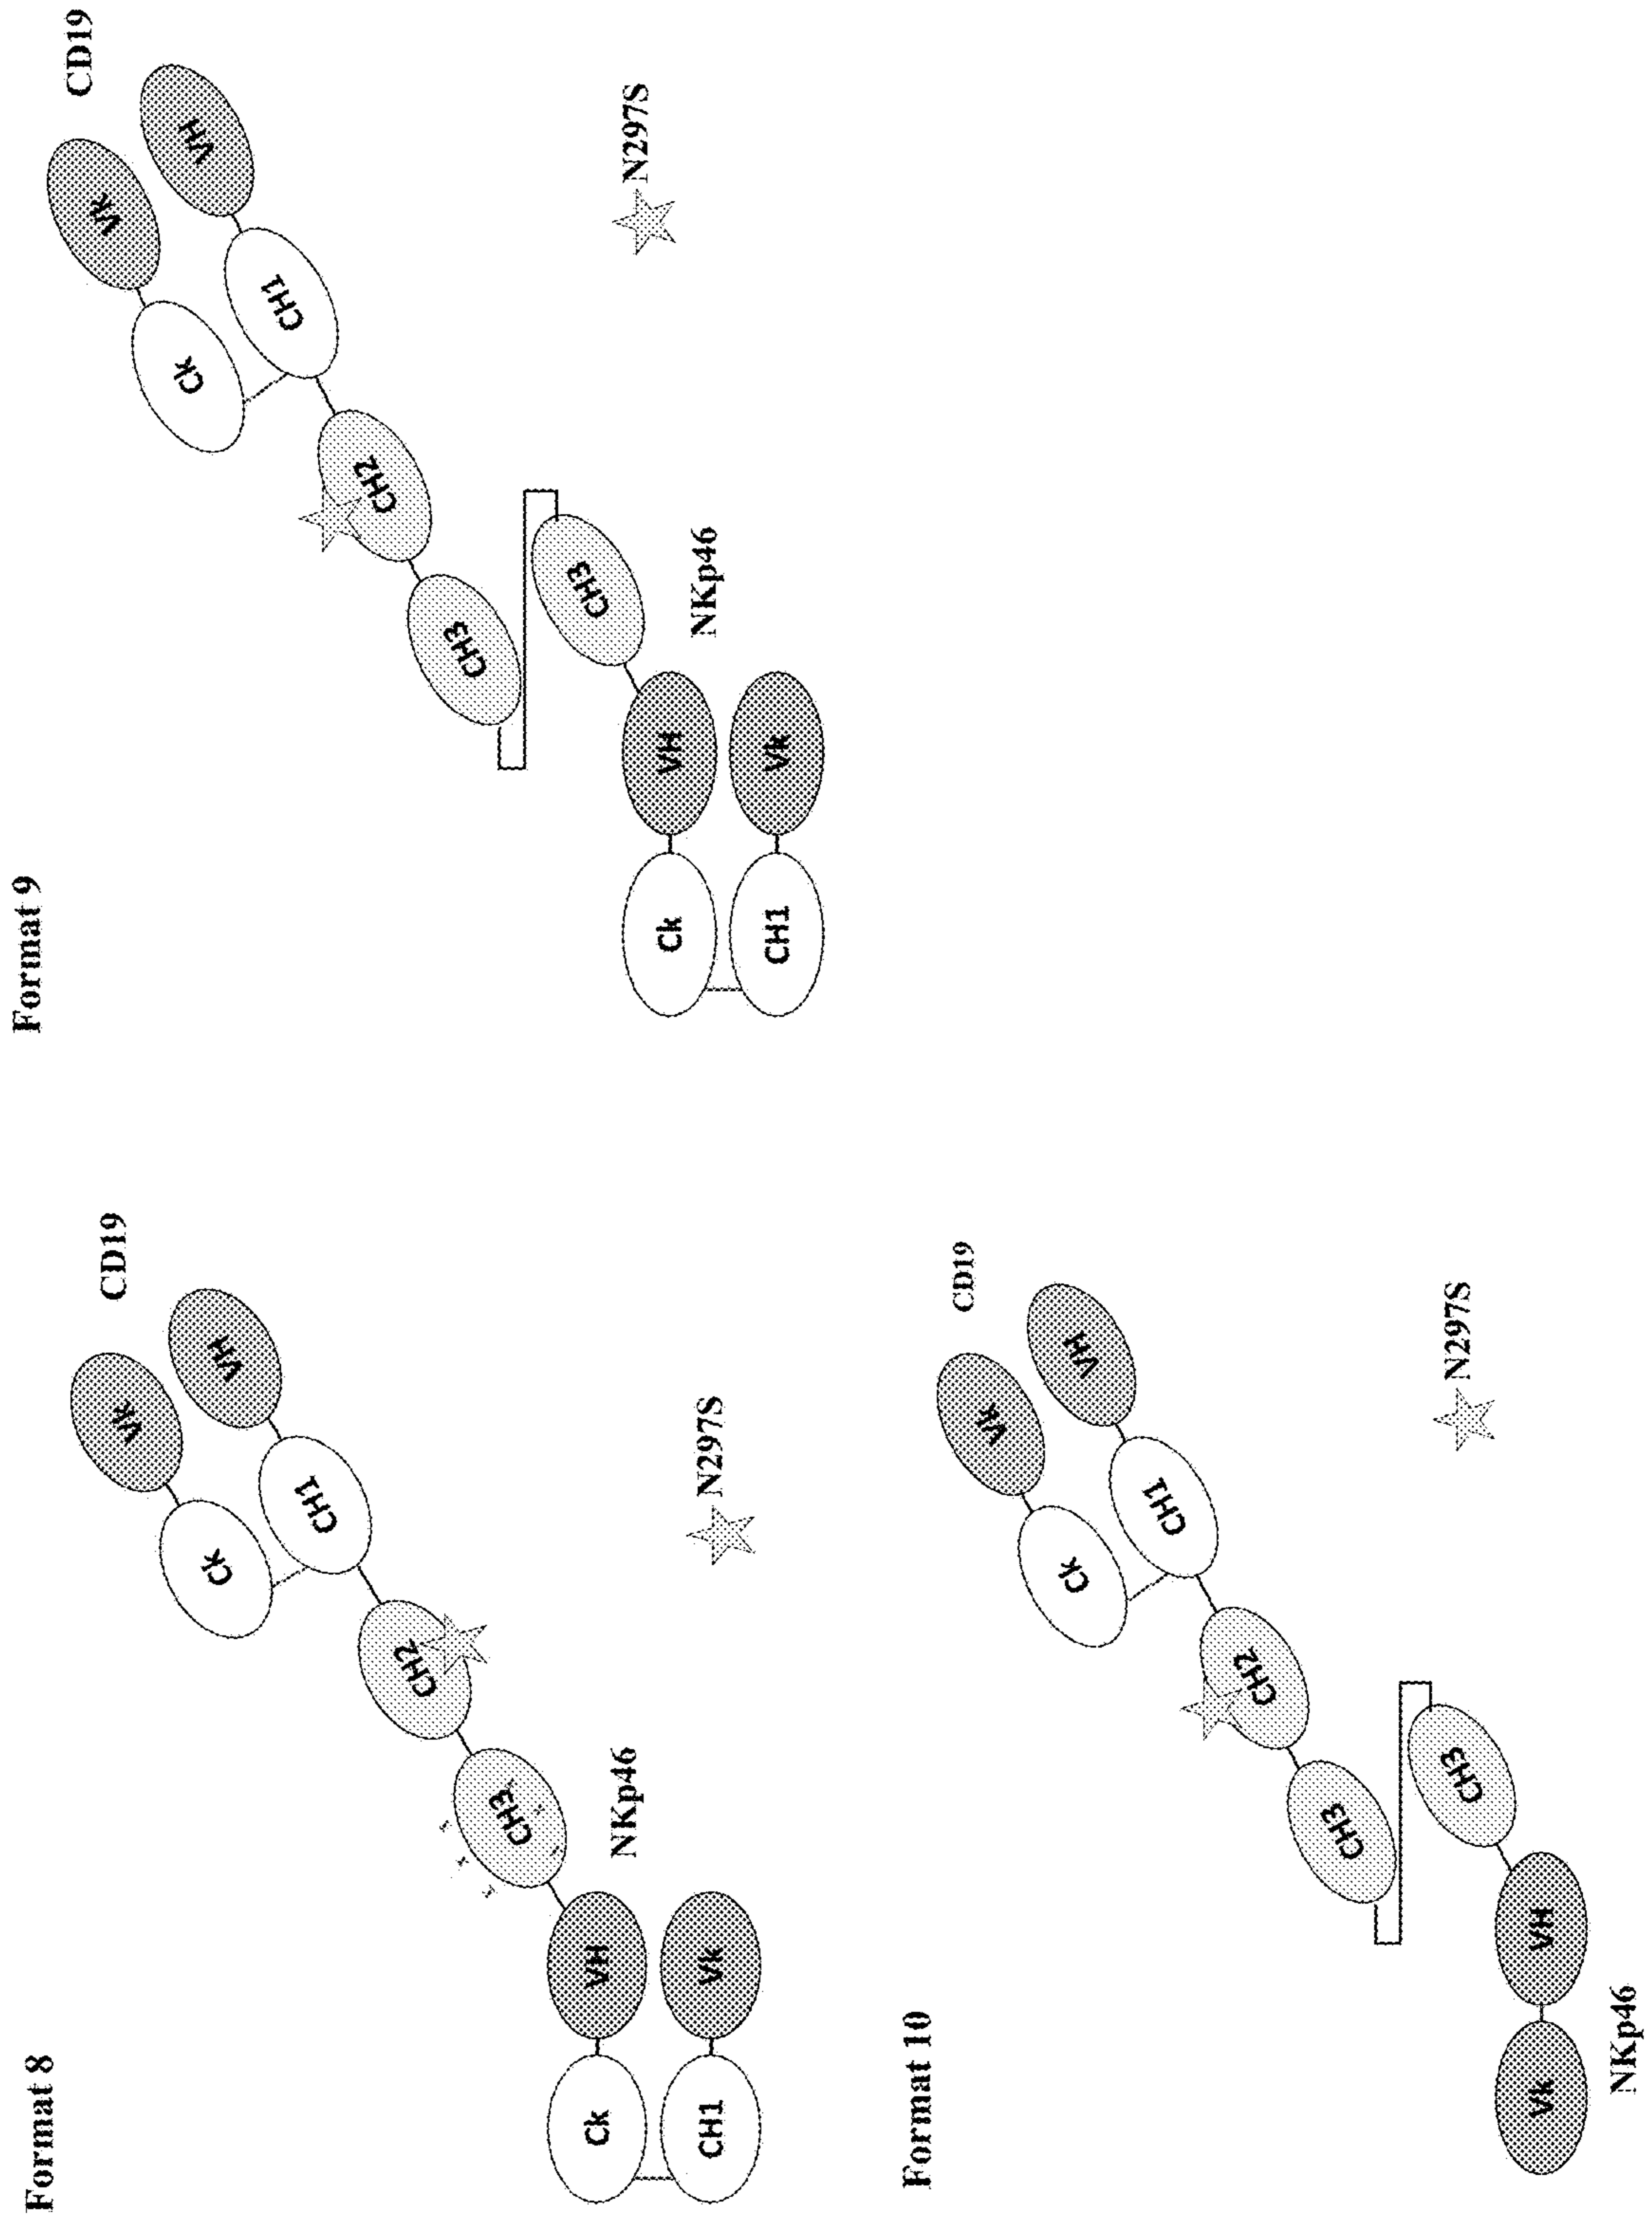 Format 8
CD19
Vk
VH
Ck
CH1
CH2
CH3
NKp46
VH
Vk
Ck
CH1
N297S
Format 9
CD19
Vk
VH
Ck
CH1
CH2
CH3
CH3
NKp46
VH
Vk
Ck
CH1
N297S
Format 10
CD19
Vk
VH
Ck
CH1
CH2
CH3
CH3
VH
Vk
NKp46
N297S